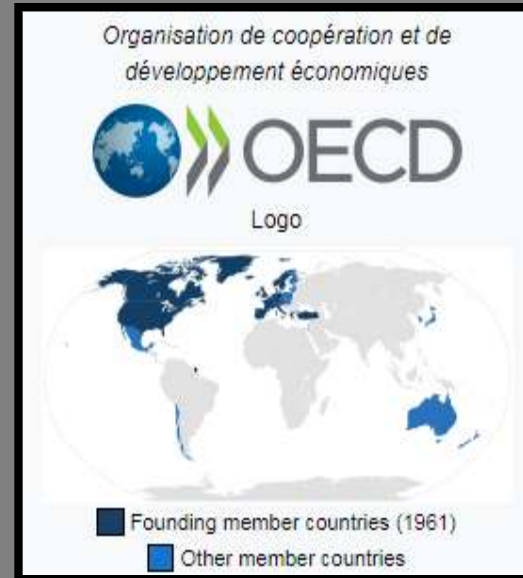 Organisation de coopération et de
développement économiques
OECD
Logo
Founding member countries (1961)
Other member countries